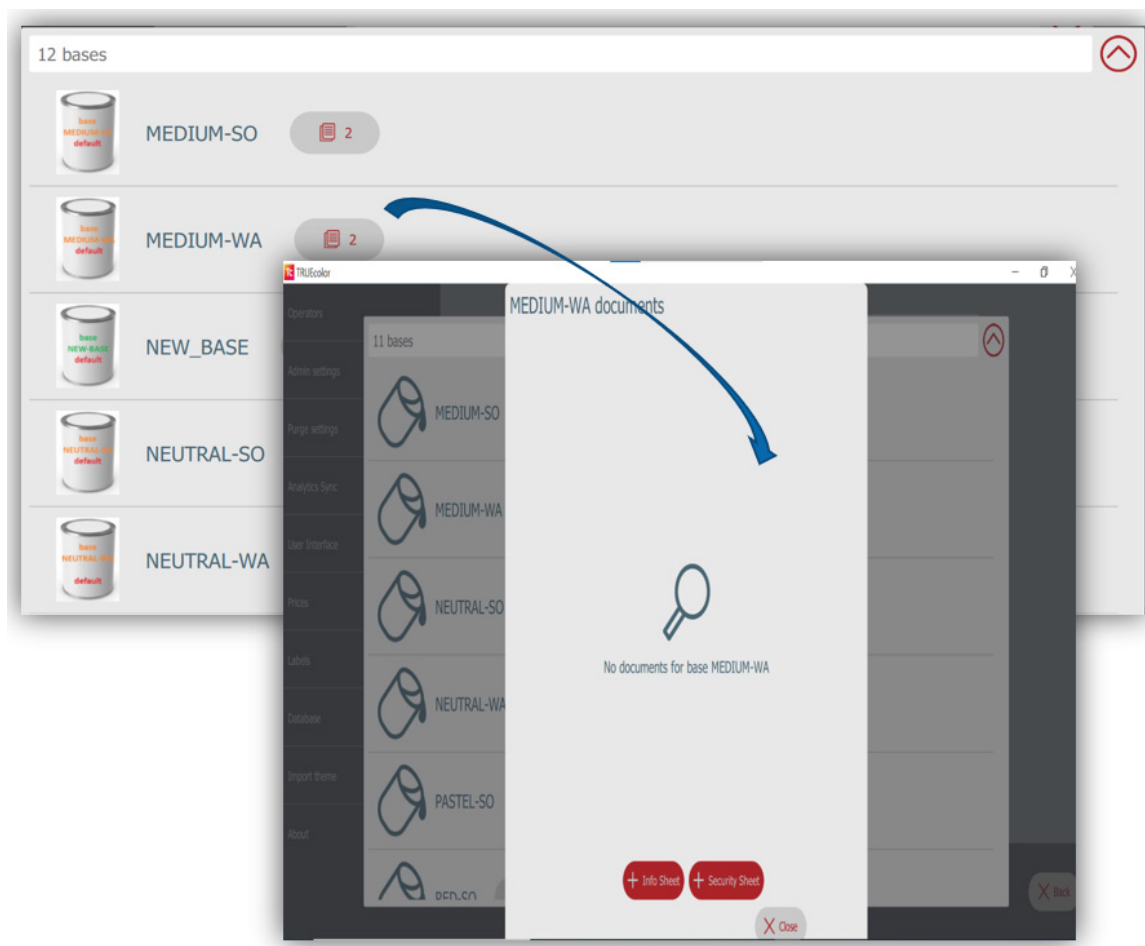 12 bases
base
MEDIUM-
default
MEDIUM-SO
2
base
MEDIUM-
default
MEDIUM-WA
2
base
NEW-BASE
default
NEW_BASE
base
NEUTRAL-
default
NEUTRAL-SO
base
NEUTRAL-
default
NEUTRAL-WA
Tc TRUEcolor
Operators
Admin settings
Purge settings
Analytics Sync
User Interface
Prices
Labels
Database
Import theme
About
11 bases
MEDIUM-SO
MEDIUM-WA
NEUTRAL-SO
NEUTRAL-WA
PASTEL-SO
RED-SO
MEDIUM-WA documents
No documents for base MEDIUM-WA
+ Info Sheet + Security Sheet
X Close
X Back